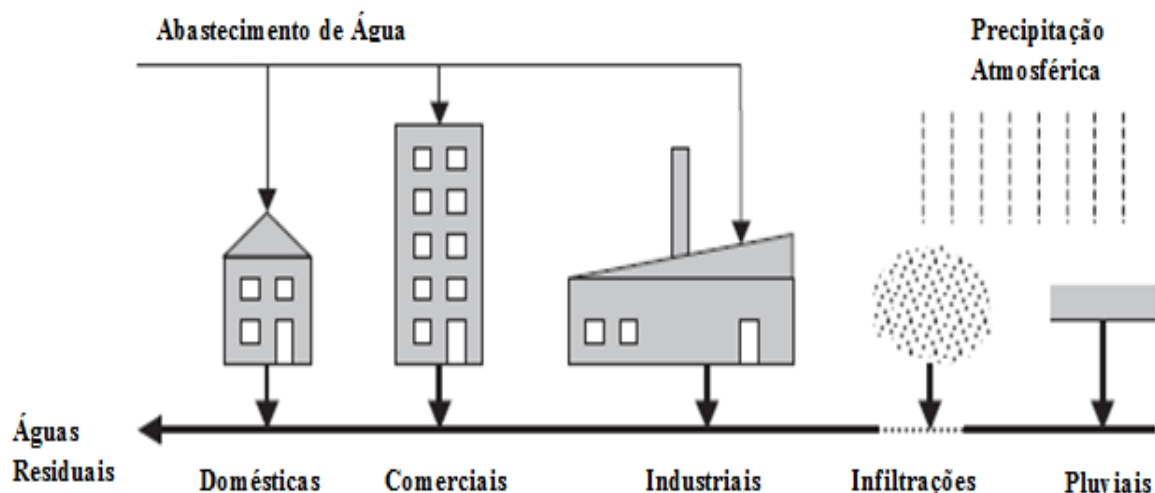 Abastecimento de Água
Precipitação
Atmosférica
Águas
Residuais
Domésticas
Comerciais
Industriais
Infiltrações
Pluviais